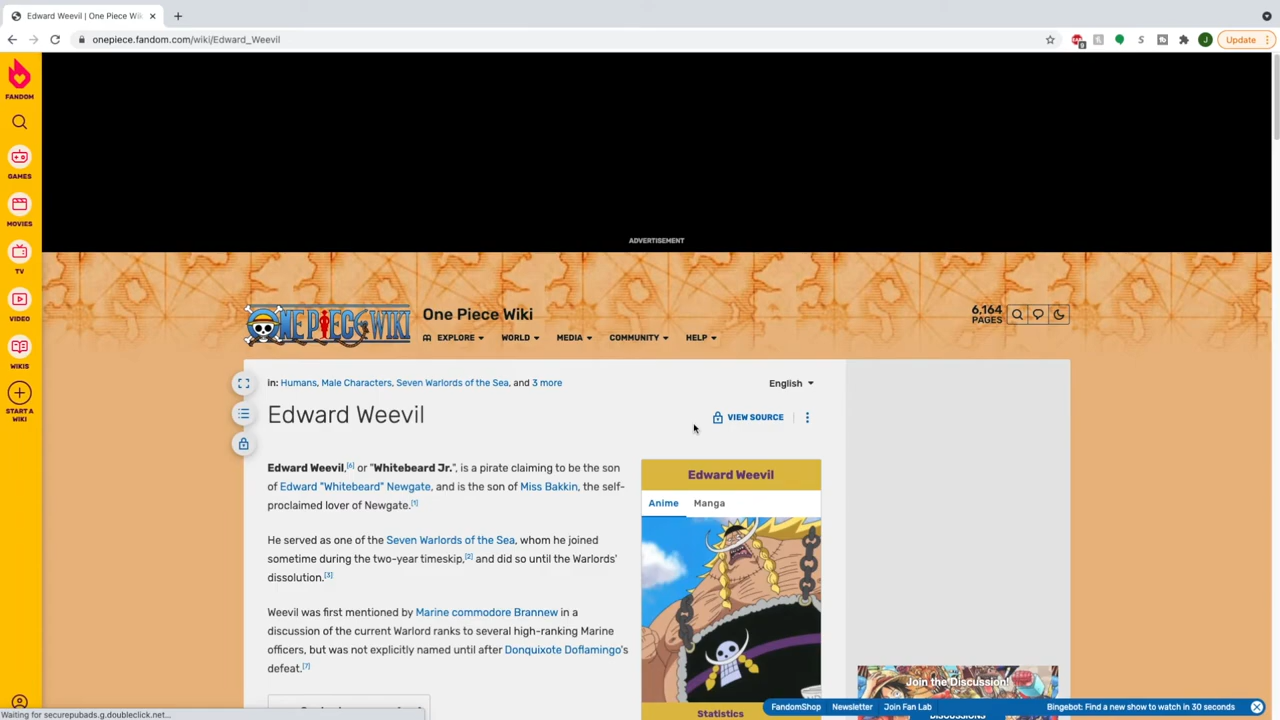 Edward Weevil | One Piece Wi
onepiece.fandom.com/wiki/Edward_Weevil
J
Update
FANDOM
GAMES
MOVIES
TV
VIDEO
WIKIS
START A
WIKI
ADVERTISEMENT
ONE PIECE WIKI
One Piece Wiki
6,164
PAGES
EXPLORE WORLD MEDIA COMMUNITY HELP
in: Humans, Male Characters, Seven Warlords of the Sea, and 3 more
English
Edward Weevil
VIEW SOURCE
Edward Weevil,[6] or "Whitebeard Jr.", is a pirate claiming to be the son
of Edward "Whitebeard" Newgate, and is the son of Miss Bakkin, the self-
proclaimed lover of Newgate.[1]
He served as one of the Seven Warlords of the Sea, whom he joined
sometime during the two-year timeskip,[2] and did so until the Warlords'
dissolution.[3]
Weevil was first mentioned by Marine commodore Brannew in a
discussion of the current Warlord ranks to several high-ranking Marine
officers, but was not explicitly named until after Donquixote Doflamingo's
defeat.[7]
Edward Weevil
Anime Manga
Statistics
Join the Discussion!
DISCUSSIONS
FandomShop Newsletter Join Fan Lab
Bingebot: Find a new show to watch in 30 seconds
Waiting for securepubads.g.doubleclick.net...